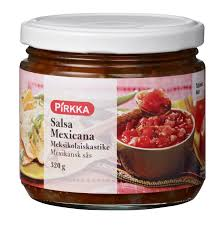 PIRKKA
Salsa
Mexicana
Meksikolaiskastike
Mexikansk sås
320 g